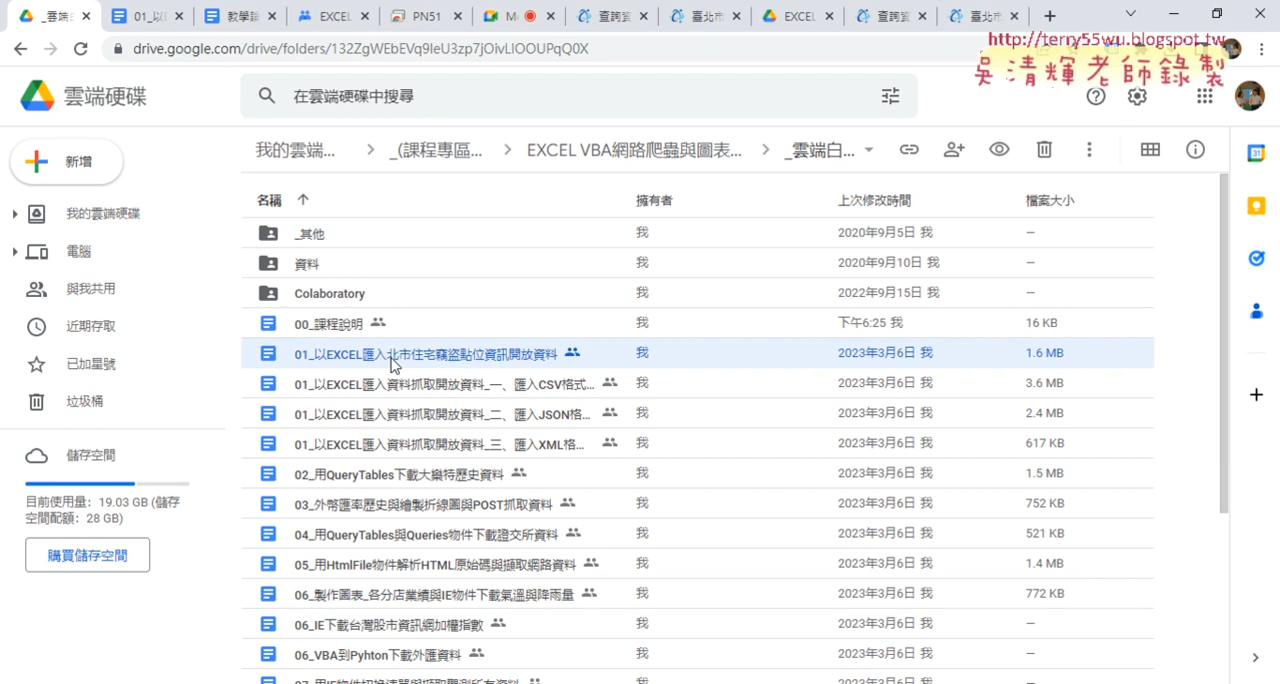 _雲端白
01_以E
教學論
EXCEL
PN51
M
查詢資
臺北市
EXCEL
查詢資
臺北市
drive.google.com/drive/folders/132ZgWEbEVq9IeU3zp7jOivLIOOUPqQ0X
http://terry55wu.blogspot.tw
吳清輝老師錄製
雲端硬碟
在雲端硬碟中搜尋
新增
我的雲端... > _(課程專區... > EXCEL VBA網路爬蟲與圖表... > _雲端白...
名稱 擁有者 上次修改時間 檔案大小
_其他 我 2020年9月5日 我 —
資料 我 2020年9月10日 我 —
Colaboratory 我 2022年9月15日 我 —
00_課程說明 我 下午6:25 我 16 KB
01_以EXCEL匯入北市住宅竊盜點位資訊開放資料 我 2023年3月6日 我 1.6 MB
01_以EXCEL匯入資料抓取開放資料_一、匯入CSV格式... 我 2023年3月6日 我 3.6 MB
01_以EXCEL匯入資料抓取開放資料_二、匯入JSON格... 我 2023年3月6日 我 2.4 MB
01_以EXCEL匯入資料抓取開放資料_三、匯入XML格... 我 2023年3月6日 我 617 KB
02_用QueryTables下載大樂特歷史資料 我 2023年3月6日 我 1.5 MB
03_外幣匯率歷史與繪製折線圖與POST抓取資料 我 2023年3月6日 我 752 KB
04_用QueryTables與Queries物件下載證交所資料 我 2023年3月6日 我 521 KB
05_用HtmlFile物件解析HTML原始碼與擷取網路資料 我 2023年3月6日 我 1.4 MB
06_製作圖表_各分店業績與IE物件下載氣溫與降雨量 我 2023年3月6日 我 772 KB
06_IE下載台灣股市資訊網加權指數 我 2023年3月6日 我 —
06_VBA到Pyhton下載外匯資料 我 2023年3月6日 我 —
我的雲端硬碟
電腦
與我共用
近期存取
已加星號
垃圾桶
儲存空間
目前使用量：19.03 GB (儲存
空間配額：28 GB)
購買儲存空間
31